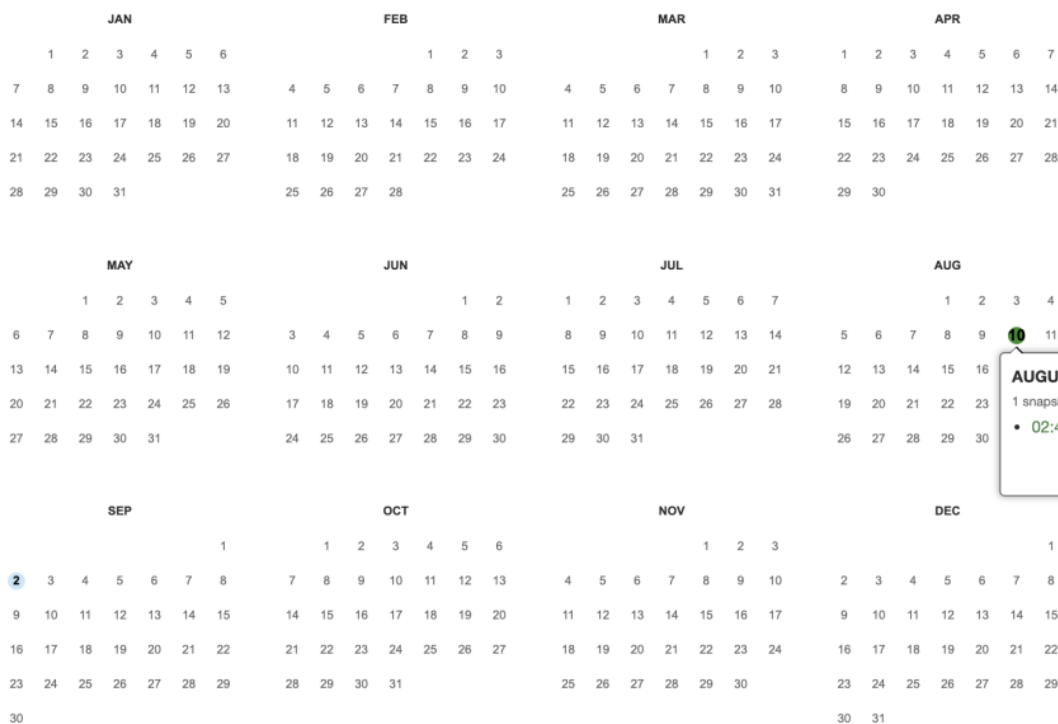 JAN
1 2 3 4 5 6
7 8 9 10 11 12 13
14 15 16 17 18 19 20
21 22 23 24 25 26 27
28 29 30 31
FEB
1 2 3
4 5 6 7 8 9 10
11 12 13 14 15 16 17
18 19 20 21 22 23 24
25 26 27 28
MAR
1 2 3
4 5 6 7 8 9 10
11 12 13 14 15 16 17
18 19 20 21 22 23 24
25 26 27 28 29 30 31
APR
1 2 3 4 5 6 7
8 9 10 11 12 13 14
15 16 17 18 19 20 21
22 23 24 25 26 27 28
29 30
MAY
1 2 3 4 5
6 7 8 9 10 11 12
13 14 15 16 17 18 19
20 21 22 23 24 25 26
27 28 29 30 31
JUN
1 2
3 4 5 6 7 8 9
10 11 12 13 14 15 16
17 18 19 20 21 22 23
24 25 26 27 28 29 30
JUL
1 2 3 4 5 6 7
8 9 10 11 12 13 14
15 16 17 18 19 20 21
22 23 24 25 26 27 28
29 30 31
AUG
1 2 3 4
5 6 7 8 9 10 11
12 13 14 15 16
19 20 21 22 23
26 27 28 29 30
AUGU
1 snaps
• 02:4
SEP
1
2 3 4 5 6 7 8
9 10 11 12 13 14 15
16 17 18 19 20 21 22
23 24 25 26 27 28 29
30
OCT
1 2 3 4 5 6
7 8 9 10 11 12 13
14 15 16 17 18 19 20
21 22 23 24 25 26 27
28 29 30 31
NOV
1 2 3
4 5 6 7 8 9 10
11 12 13 14 15 16 17
18 19 20 21 22 23 24
25 26 27 28 29 30
DEC
1
2 3 4 5 6 7 8
9 10 11 12 13 14 15
16 17 18 19 20 21 22
23 24 25 26 27 28 29
30 31